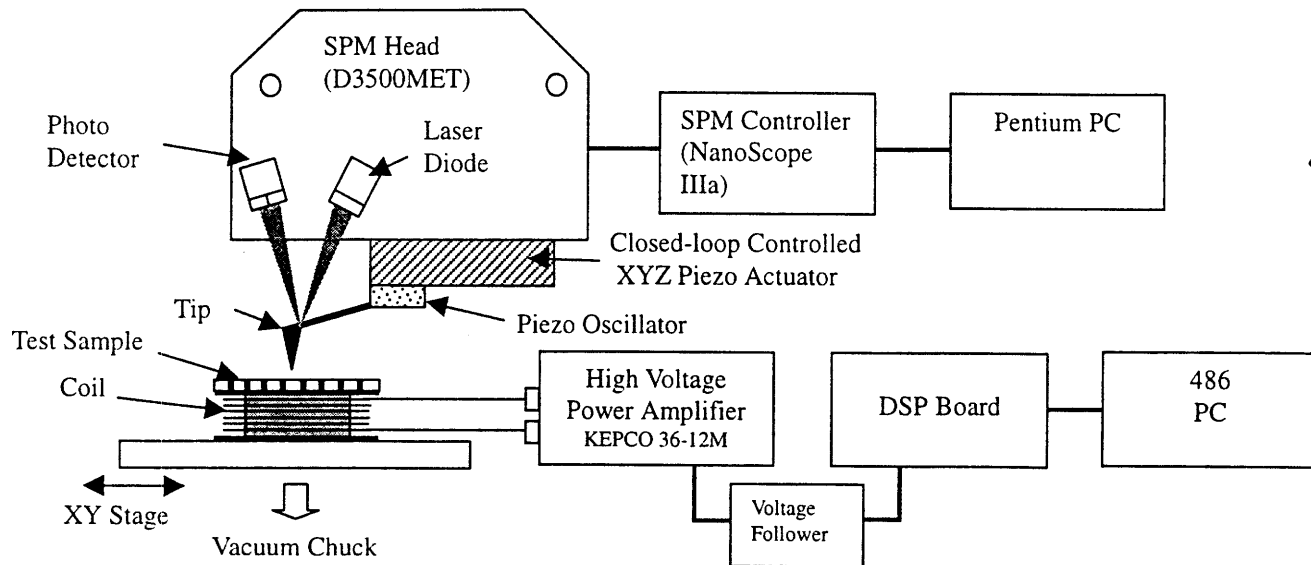 SPM Head
(D3500MET)
Photo
Detector
Laser
Diode
SPM Controller
(NanoScope
IIIa)
Pentium PC
Closed-loop Controlled
XYZ Piezo Actuator
Tip
Piezo Oscillator
Test Sample
Coil
High Voltage
Power Amplifier
KEPCO 36-12M
DSP Board
486
PC
XY Stage
Voltage
Follower
Vacuum Chuck